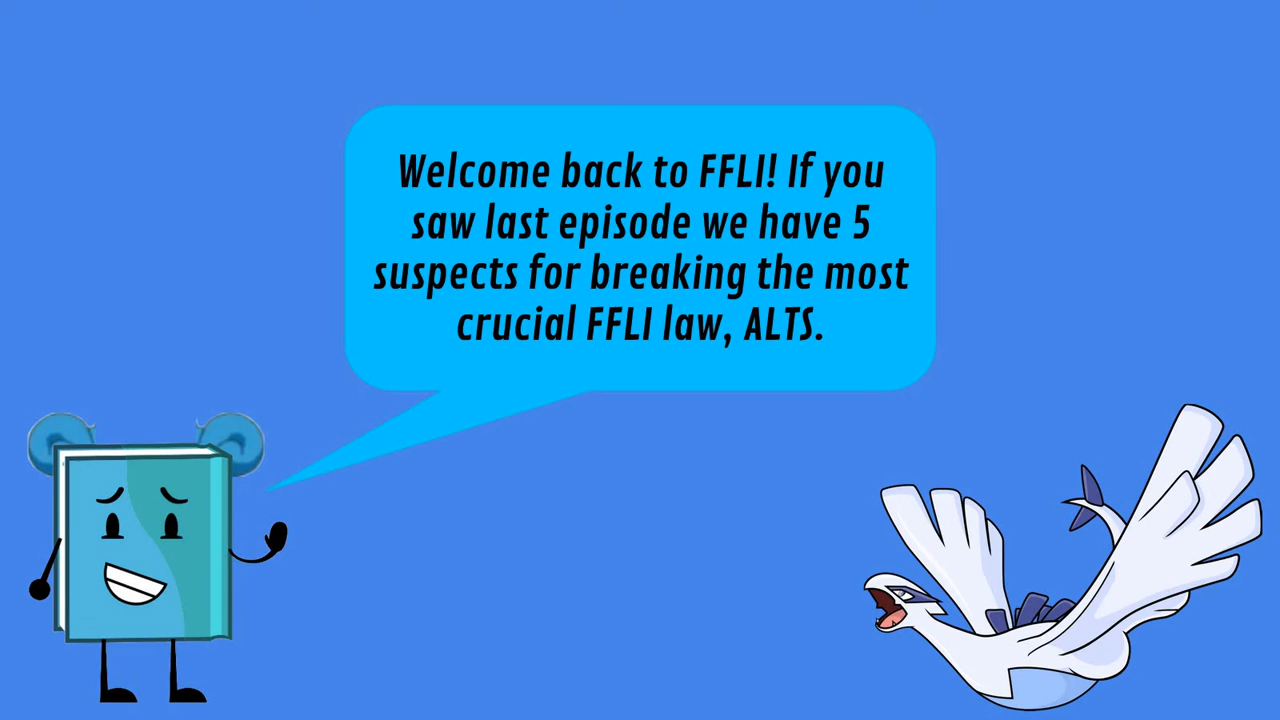 Welcome back to FFLI! If you
saw last episode we have 5
suspects for breaking the most
crucial FFLI law, ALTS.